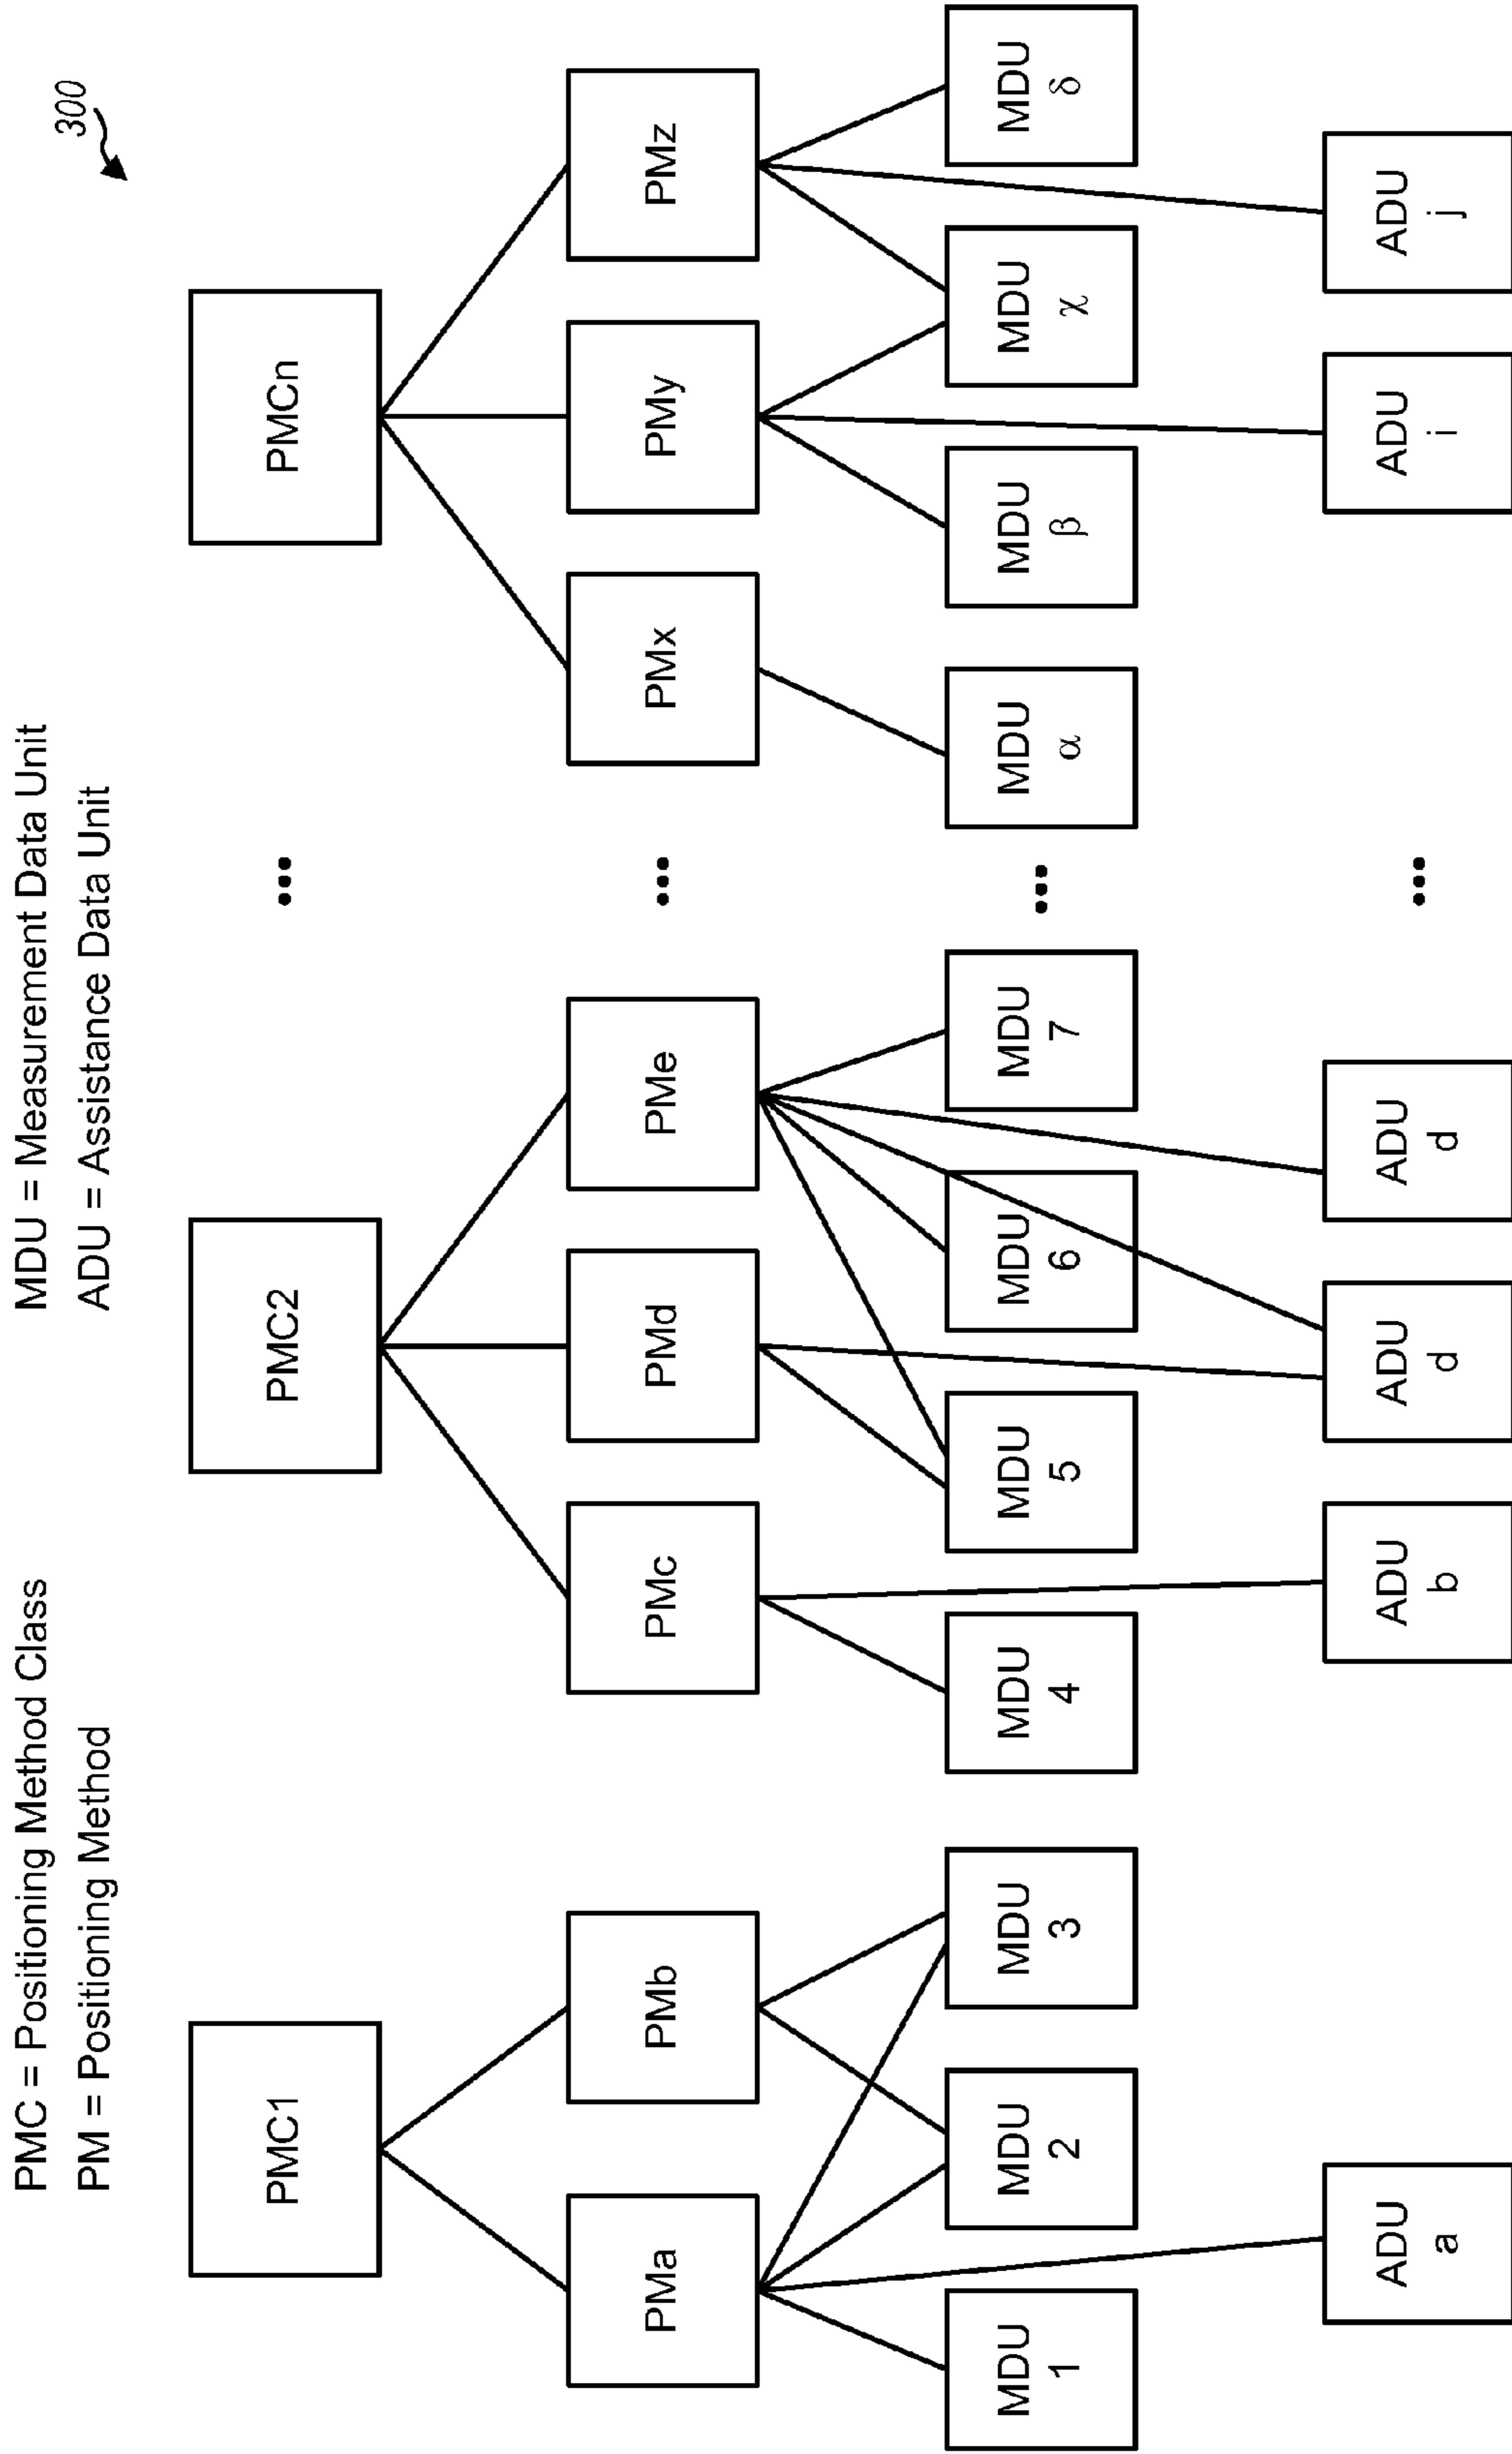 PMC = Positioning Method Class
MDU = Measurement Data Unit
PM = Positioning Method
ADU = Assistance Data Unit
300
PMC1
PMC2
...
PMCn
PMa
PMb
PMc
PMd
PMe
...
PMx
PMy
PMz
MDU
1
MDU
2
MDU
3
MDU
4
MDU
5
MDU
6
MDU
7
...
MDU
α
MDU
β
MDU
χ
MDU
δ
ADU
a
ADU
b
ADU
d
ADU
d
...
ADU
i
ADU
j